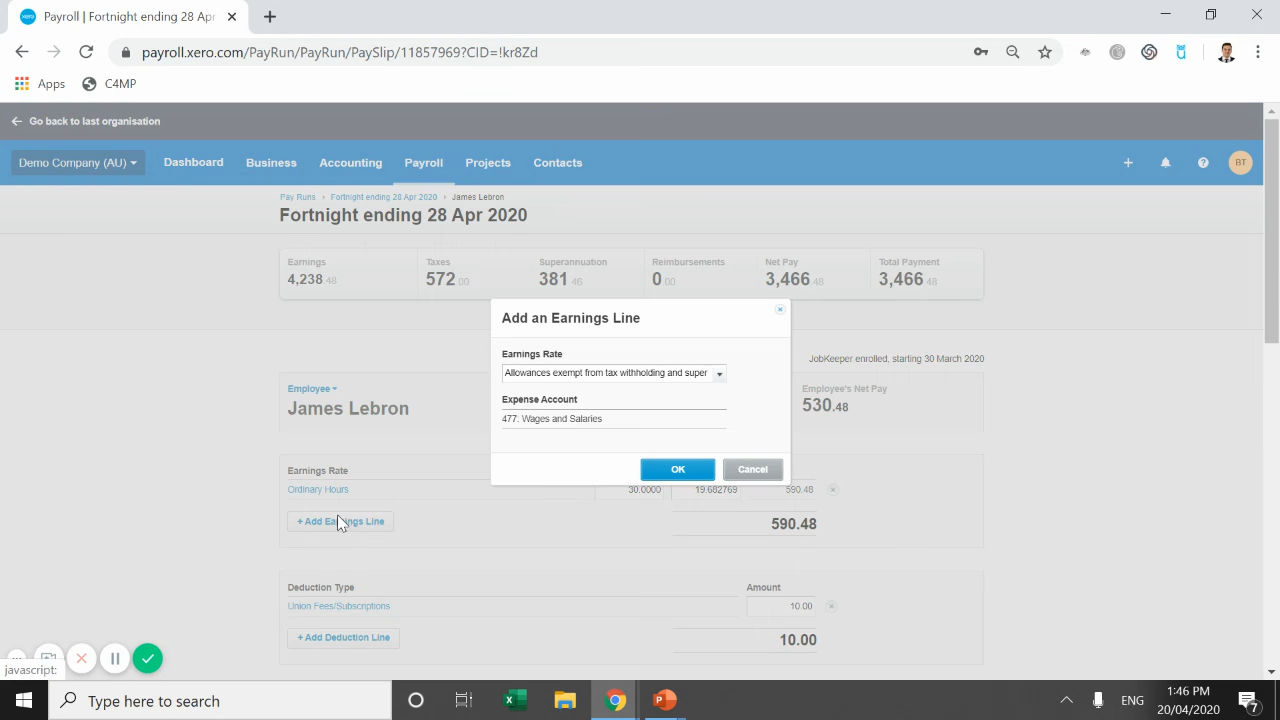 xero
Payroll | Fortnight ending 28 Apr
payroll.xero.com/PayRun/PayRun/PaySlip/11857969?CID=!kr8Zd
Apps
C4MP
Go back to last organisation
Demo Company (AU)
Dashboard
Business
Accounting
Payroll
Projects
Contacts
BT
Pay Runs › Fortnight ending 28 Apr 2020 › James Lebron
Fortnight ending 28 Apr 2020
Earnings
Taxes
Superannuation
Reimbursements
Net Pay
Total Payment
4,238.48
572.00
381.46
0.00
3,466.48
3,466.48
Add an Earnings Line
Earnings Rate
Allowances exempt from tax withholding and super
Expense Account
477: Wages and Salaries
OK
Cancel
JobKeeper enrolled, starting 30 March 2020
Employee
James Lebron
Employee's Net Pay
530.48
Earnings Rate
Ordinary Hours
30.0000
19.682769
590.48
+ Add Earnings Line
590.48
Deduction Type
Amount
Union Fees/Subscriptions
10.00
+ Add Deduction Line
10.00
javascript:
Type here to search
ENG
1:46 PM
20/04/2020
7